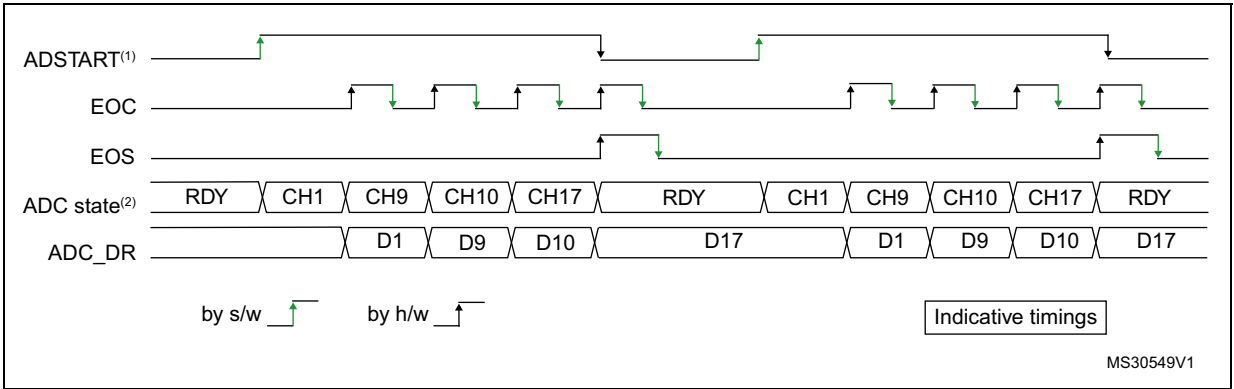 ADSTART(1)
EOC
EOS
ADC state(2) RDY CH1 CH9 CH10 CH17 RDY CH1 CH9 CH10 CH17 RDY
ADC_DR D1 D9 D10 D17 D1 D9 D10 D17
by s/w by h/w Indicative timings
MS30549V1